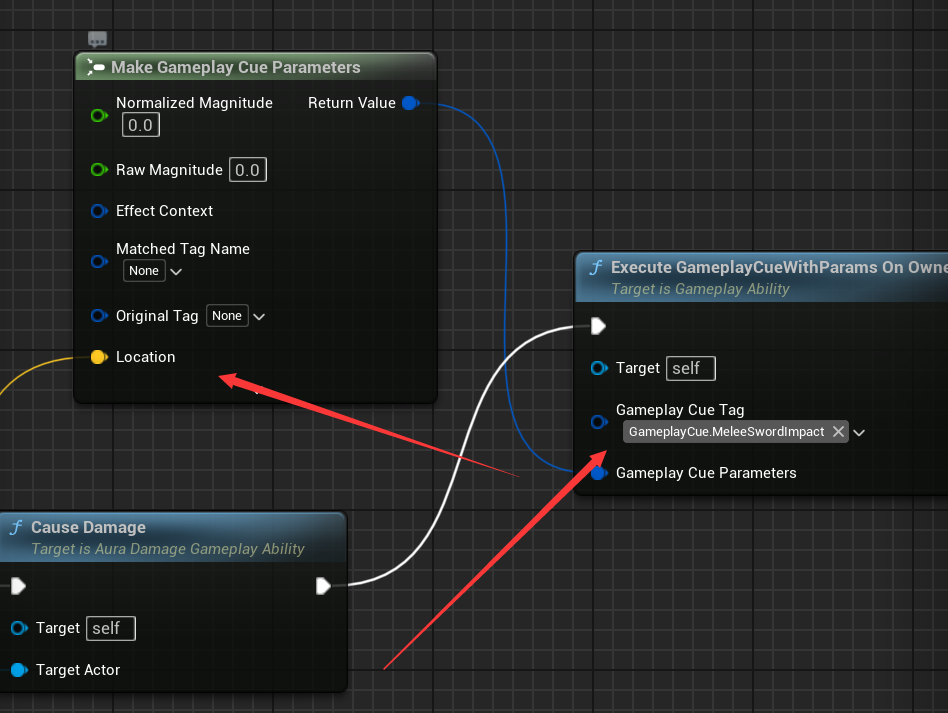 Make Gameplay Cue Parameters
Normalized Magnitude
Return Value
0.0
Raw Magnitude 0.0
Effect Context
Matched Tag Name
None
Original Tag None
Location
f Execute GameplayCueWithParams On Owne
Target is Gameplay Ability
Target self
Gameplay Cue Tag
GameplayCue.MeleeSwordImpact
Gameplay Cue Parameters
f Cause Damage
Target is Aura Damage Gameplay Ability
Target self
Target Actor